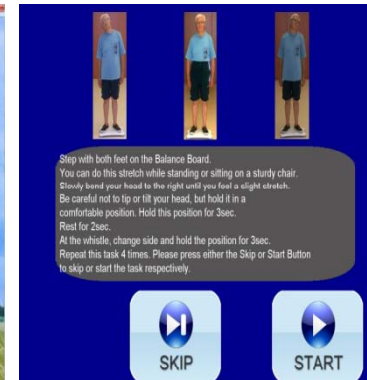 Step with both feet on the Balance Board.
You can do this stretch while standing or sitting on a sturdy chair.
Slowly bend your head to the right until you feel a slight stretch.
Be careful not to tip or tilt your head, but hold it in a
comfortable position. Hold this position for 3sec.
Rest for 2sec.
At the whistle, change side and hold the position for 3sec.
Repeat this task 4 times. Please press either the Skip or Start Button
to skip or start the task respectively.
SKIP
START